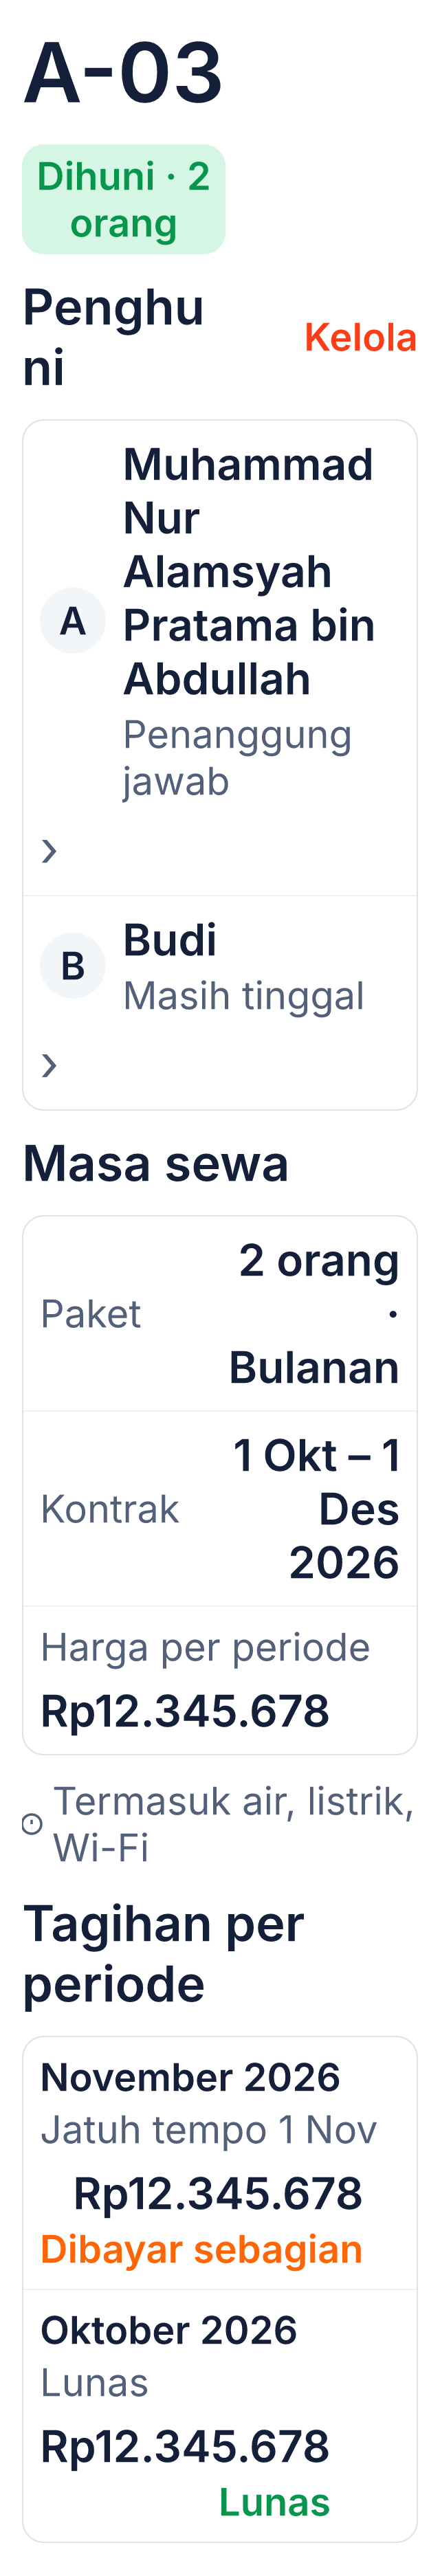 A-03
Dihuni · 2
orang
Penghu
ni
Kelola
A
Muhammad
Nur
Alamsyah
Pratama bin
Abdullah
Penanggung
jawab
›
B
Budi
Masih tinggal
›
Masa sewa
Paket
2 orang
·
Bulanan
Kontrak
1 Okt – 1
Des
2026
Harga per periode
Rp12.345.678
Termasuk air, listrik,
Wi-Fi
Tagihan per
periode
November 2026
Jatuh tempo 1 Nov
Rp12.345.678
Dibayar sebagian
Oktober 2026
Lunas
Rp12.345.678
Lunas